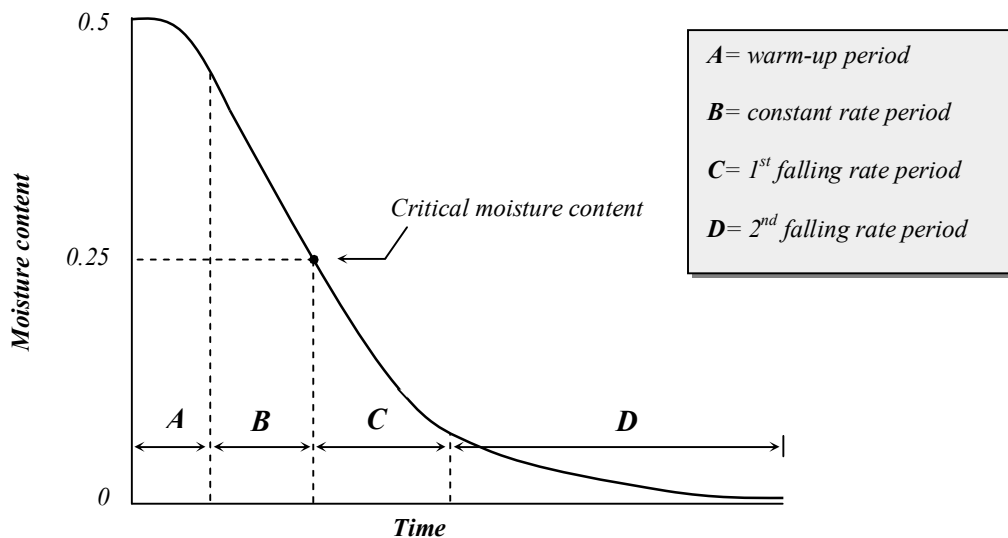 0.5
A= warm-up period
B= constant rate period
C= 1st falling rate period
D= 2nd falling rate period
Critical moisture content
0.25
Moisture content
A
B
C
D
0
Time